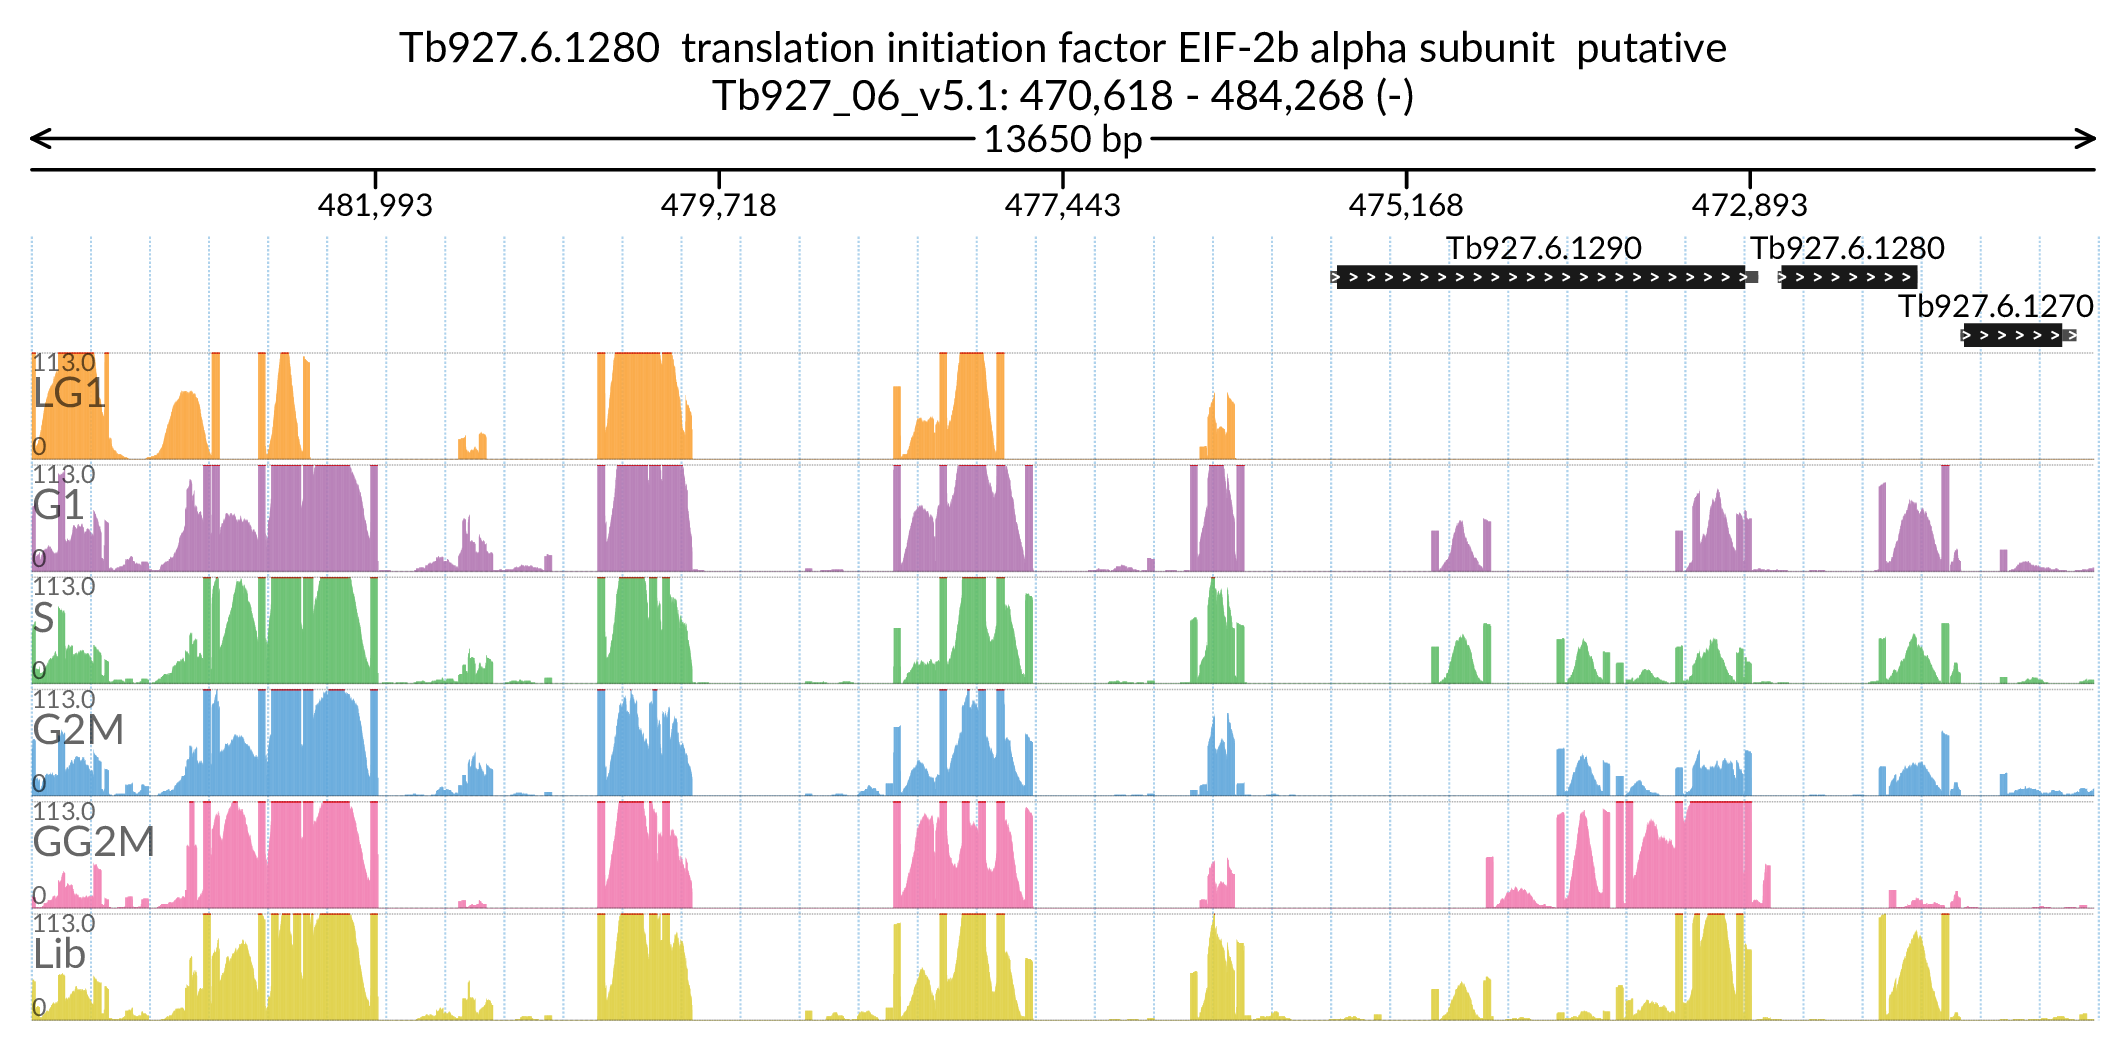 Tb927.6.1280 translation initiation factor EIF-2b alpha subunit putative
Tb927_06_v5.1: 470,618 - 484,268 (-)
13650 bp
481,993 479,718 477,443 475,168 472,893
Tb927.6.1290 Tb927.6.1280
Tb927.6.1270
113.0
LG1
0
113.0
G1
0
113.0
S
0
113.0
G2M
0
113.0
GG2M
0
113.0
Lib
0